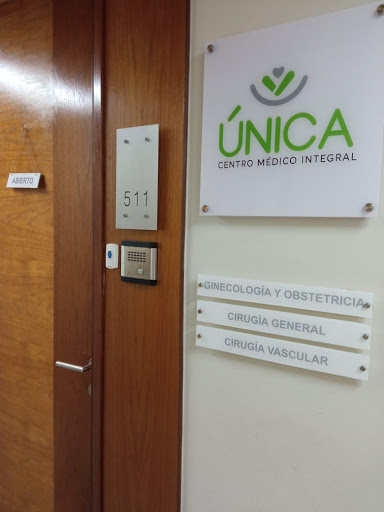 ABIERTO
511
ÚNICA
CENTRO MÉDICO INTEGRAL
GINECOLOGÍA Y OBSTETRICIA
CIRUGÍA GENERAL
CIRUGÍA VASCULAR